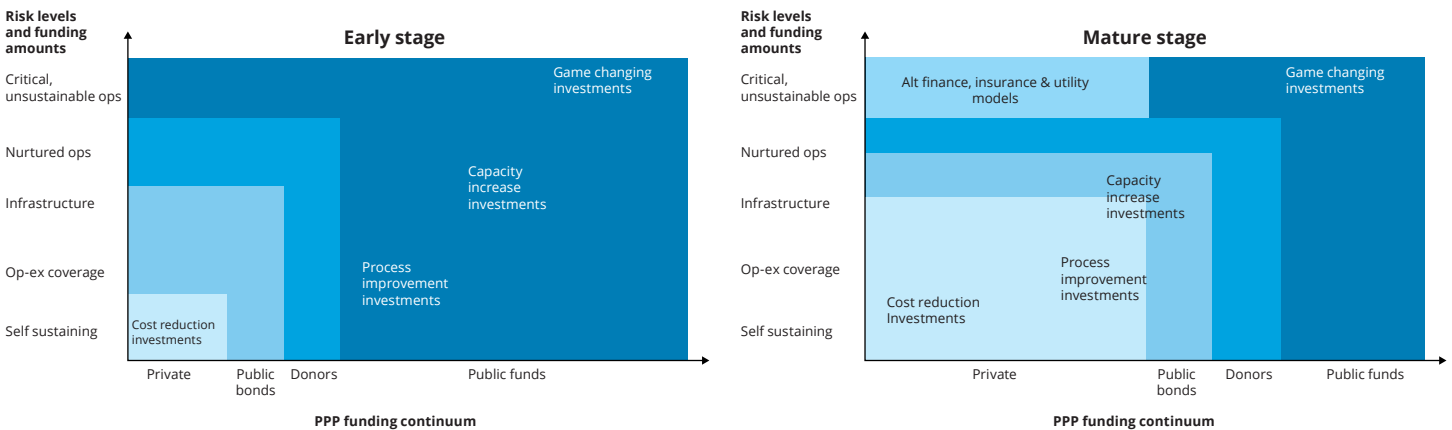 Risk levels
and funding
amounts
Early stage
Critical,
unsustainable ops
Nurtured ops
Infrastructure
Op-ex coverage
Self sustaining
Game changing
investments
Capacity
increase
investments
Process
improvement
investments
Cost reduction
investments
Private
Public
bonds
Donors
Public funds
PPP funding continuum
Risk levels
and funding
amounts
Mature stage
Critical,
unsustainable ops
Nurtured ops
Infrastructure
Op-ex coverage
Self sustaining
Alt finance, insurance & utility
models
Game changing
investments
Capacity
increase
investments
Process
improvement
investments
Cost reduction
Investments
Private
Public
bonds
Donors
Public funds
PPP funding continuum